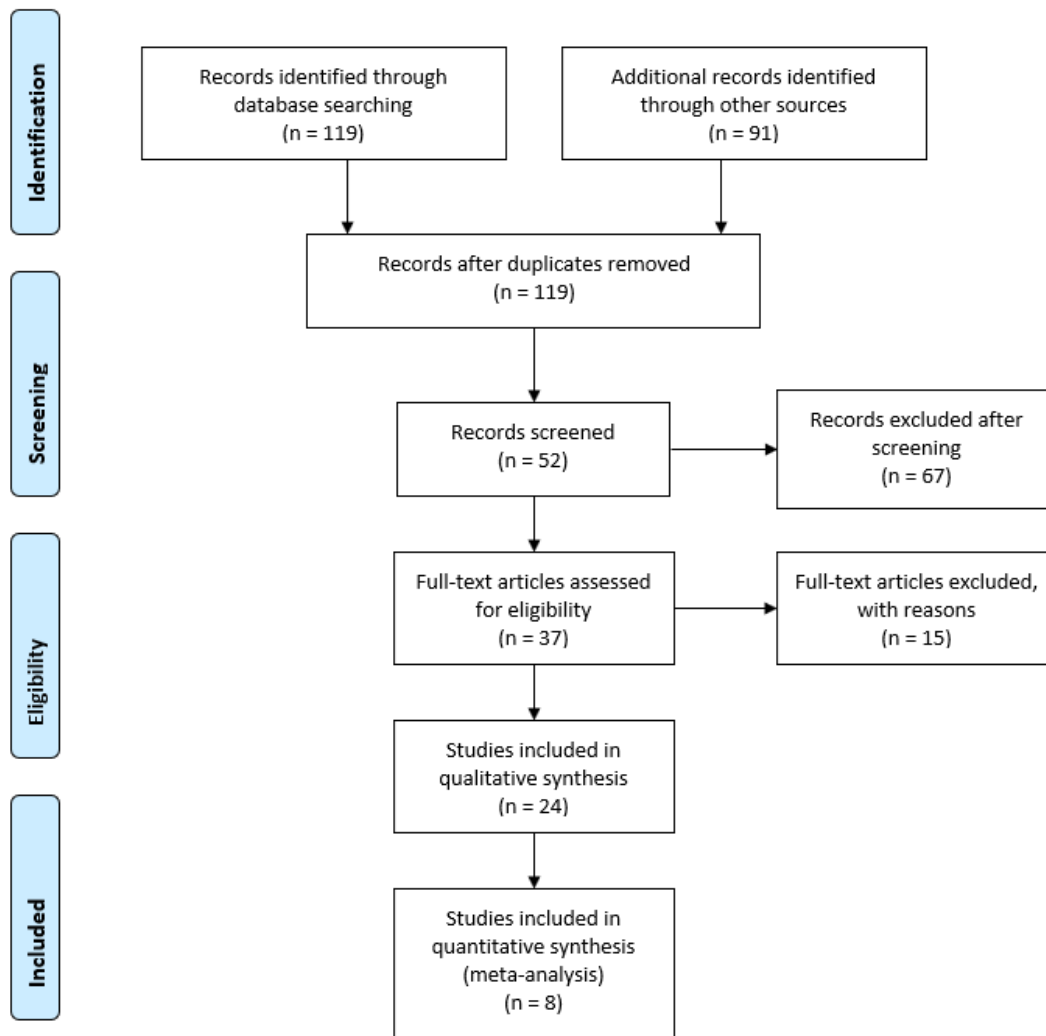 Identification
Records identified through
database searching
(n = 119)
Additional records identified
through other sources
(n = 91)
Records after duplicates removed
(n = 119)
Screening
Records screened
(n = 52)
Records excluded after
screening
(n = 67)
Eligibility
Full-text articles assessed
for eligibility
(n = 37)
Full-text articles excluded,
with reasons
(n = 15)
Studies included in
qualitative synthesis
(n = 24)
Included
Studies included in
quantitative synthesis
(meta-analysis)
(n = 8)